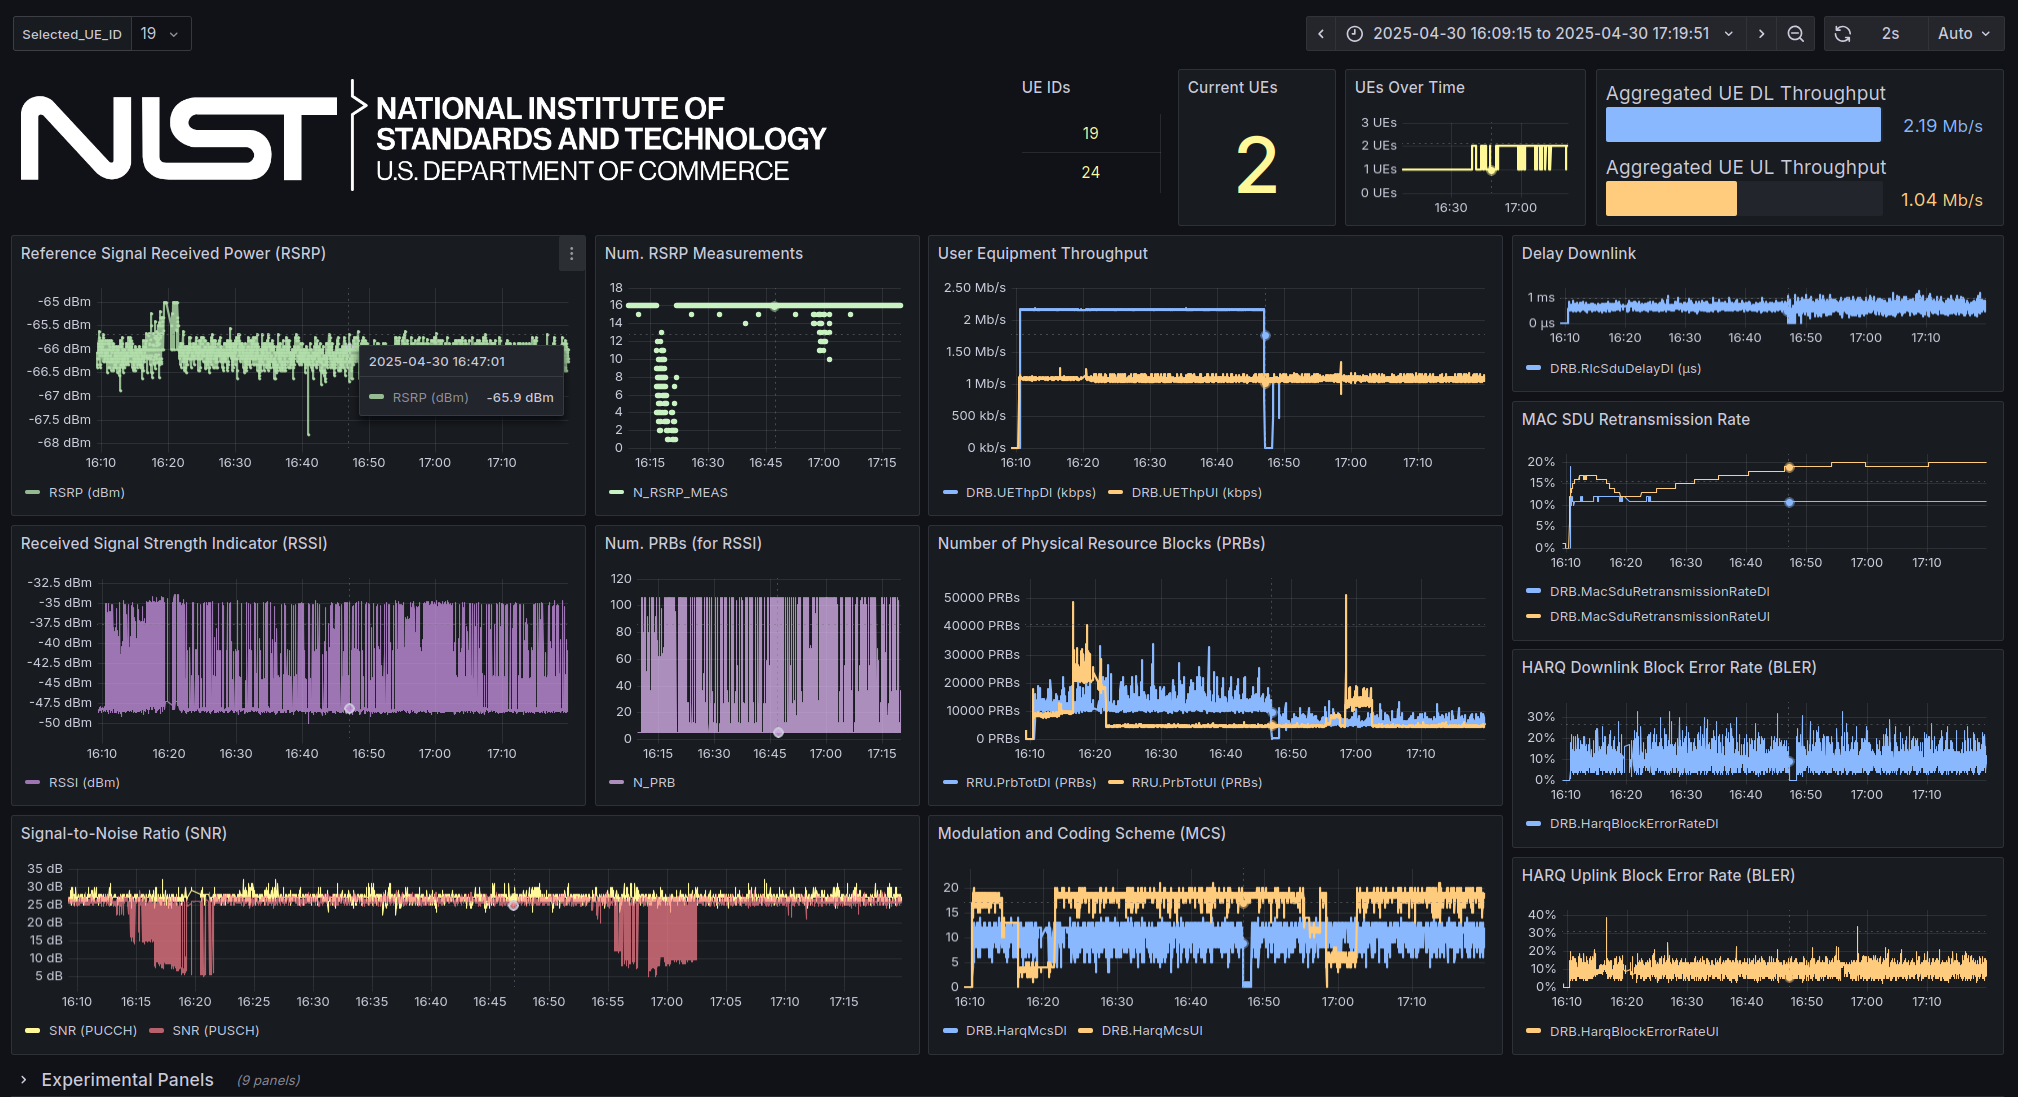 Selected_UE_ID 19
2025-04-30 16:09:15 to 2025-04-30 17:19:51
2s Auto
NIST
NATIONAL INSTITUTE OF
STANDARDS AND TECHNOLOGY
U.S. DEPARTMENT OF COMMERCE
UE IDs
19
24
Current UEs
2
UEs Over Time
3 UEs
2 UEs
1 UEs
0 UEs
16:30 17:00
Aggregated UE DL Throughput
2.19 Mb/s
Aggregated UE UL Throughput
1.04 Mb/s
Reference Signal Received Power (RSRP)
-65 dBm
-65.5 dBm
-66 dBm
-66.5 dBm
-67 dBm
-67.5 dBm
-68 dBm
16:10 16:20 16:30 16:40 16:50 17:00 17:10
RSRP (dBm)
2025-04-30 16:47:01
RSRP (dBm) -65.9 dBm
Num. RSRP Measurements
18
16
14
12
10
8
6
4
2
0
16:15 16:30 16:45 17:00 17:15
N_RSRP_MEAS
User Equipment Throughput
2.50 Mb/s
2 Mb/s
1.50 Mb/s
1 Mb/s
500 kb/s
0 kb/s
16:10 16:20 16:30 16:40 16:50 17:00 17:10
DRB.UEThpDl (kbps) DRB.UEThpUl (kbps)
Delay Downlink
1 ms
0 µs
16:10 16:20 16:30 16:40 16:50 17:00 17:10
DRB.RlcSduDelayDl (µs)
MAC SDU Retransmission Rate
20%
15%
10%
5%
0%
16:10 16:20 16:30 16:40 16:50 17:00 17:10
DRB.MacSduRetransmissionRateDl
DRB.MacSduRetransmissionRateUl
Received Signal Strength Indicator (RSSI)
-32.5 dBm
-35 dBm
-37.5 dBm
-40 dBm
-42.5 dBm
-45 dBm
-47.5 dBm
-50 dBm
16:10 16:20 16:30 16:40 16:50 17:00 17:10
RSSI (dBm)
Num. PRBs (for RSSI)
120
100
80
60
40
20
0
16:15 16:30 16:45 17:00 17:15
N_PRB
Number of Physical Resource Blocks (PRBs)
50000 PRBs
40000 PRBs
30000 PRBs
20000 PRBs
10000 PRBs
0 PRBs
16:10 16:20 16:30 16:40 16:50 17:00 17:10
RRU.PrbTotDl (PRBs) RRU.PrbTotUl (PRBs)
HARQ Downlink Block Error Rate (BLER)
30%
20%
10%
0%
16:10 16:20 16:30 16:40 16:50 17:00 17:10
DRB.HarqBlockErrorRateDl
Signal-to-Noise Ratio (SNR)
35 dB
30 dB
25 dB
20 dB
15 dB
10 dB
5 dB
16:10 16:15 16:20 16:25 16:30 16:35 16:40 16:45 16:50 16:55 17:00 17:05 17:10 17:15
SNR (PUCCH) SNR (PUSCH)
Modulation and Coding Scheme (MCS)
20
15
10
5
0
16:10 16:20 16:30 16:40 16:50 17:00 17:10
DRB.HarqMcsDl DRB.HarqMcsUl
HARQ Uplink Block Error Rate (BLER)
40%
30%
20%
10%
0%
16:10 16:20 16:30 16:40 16:50 17:00 17:10
DRB.HarqBlockErrorRateUl
Experimental Panels (9 panels)